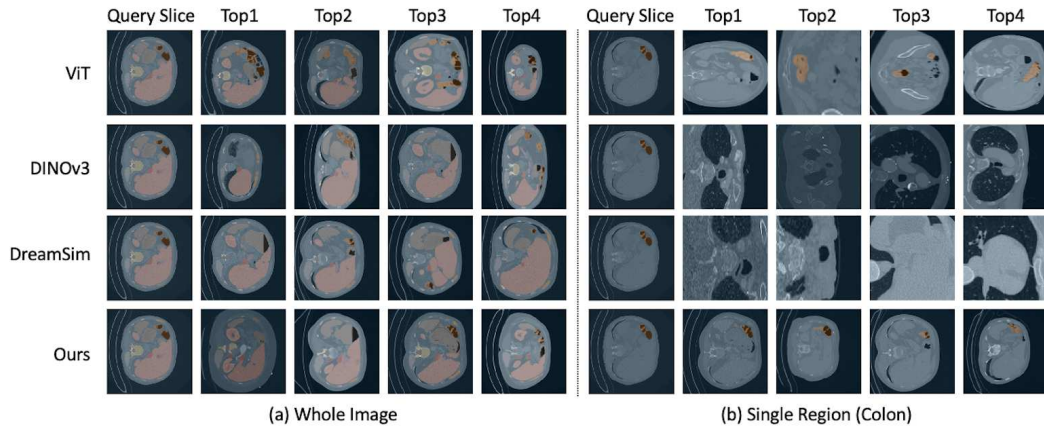 Query Slice Top1 Top2 Top3 Top4 Query Slice Top1 Top2 Top3 Top4
ViT
DINOv3
DreamSim
Ours
(a) Whole Image (b) Single Region (Colon)